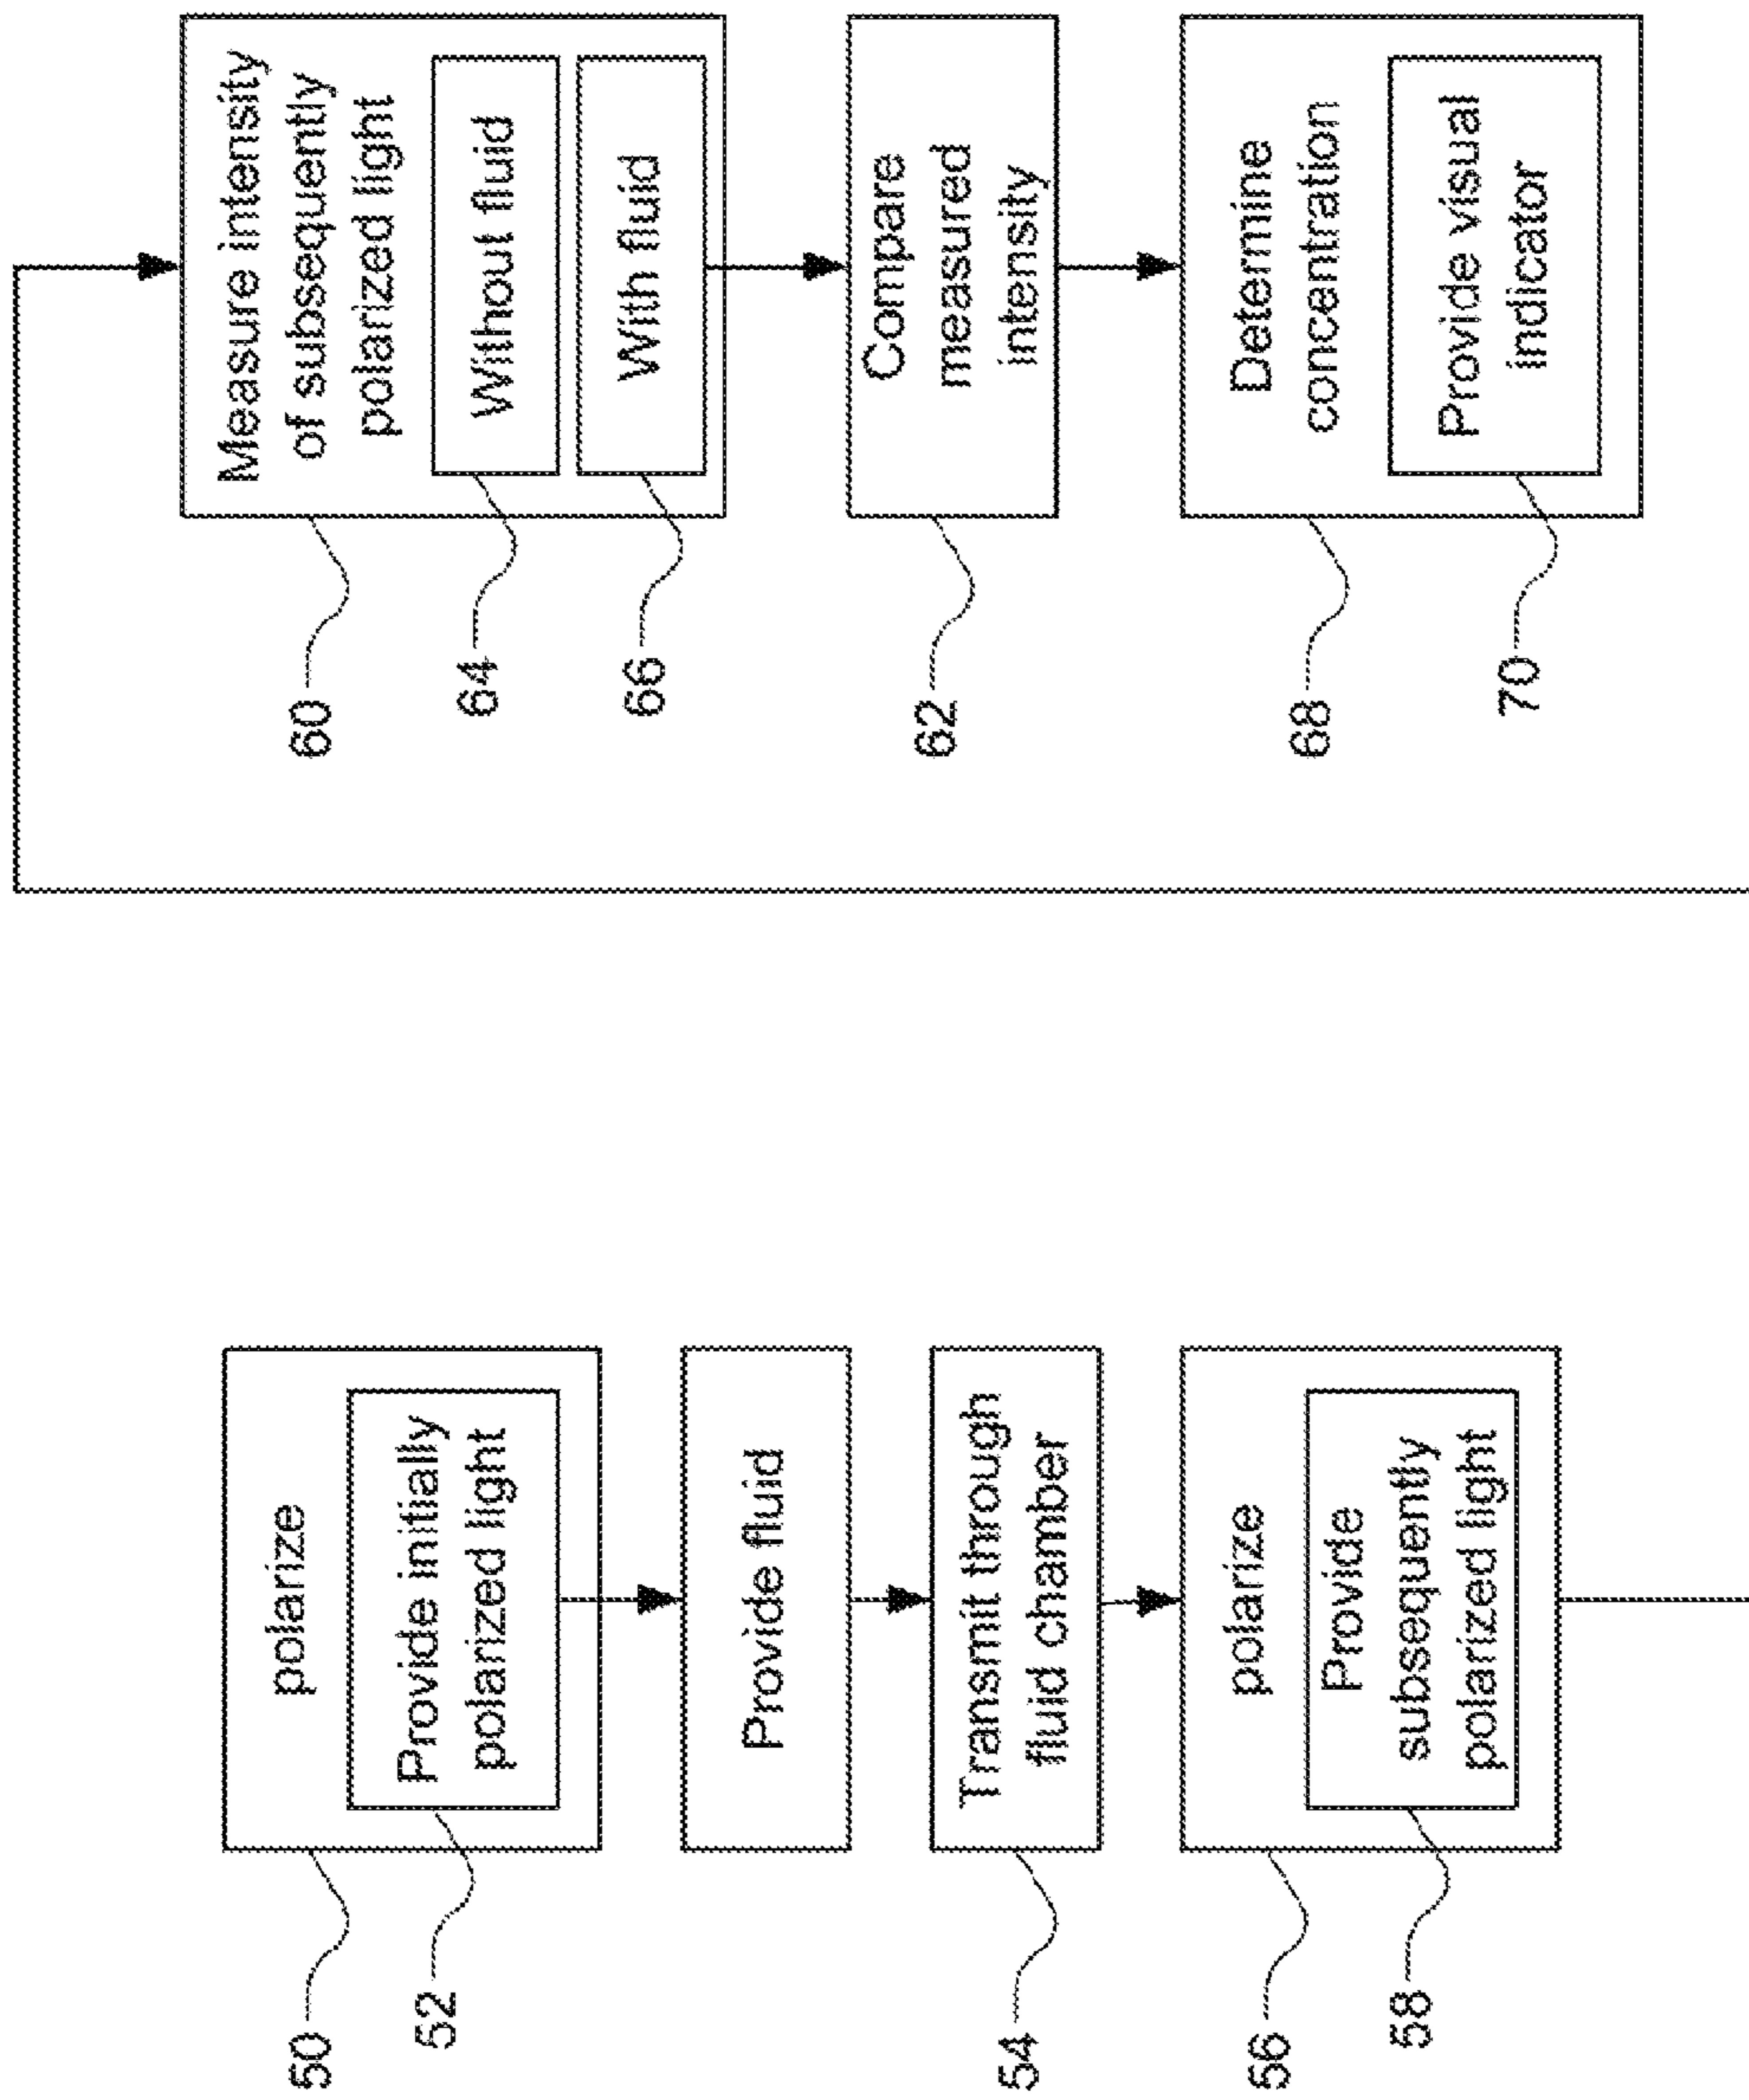 50
polarize
52
Provide initially
polarized light
Provide fluid
54
Transmit through
fluid chamber
56
polarize
58
Provide
subsequently
polarized light
60
Measure intensity
of subsequently
polarized light
64
Without fluid
66
With fluid
62
Compare
measured
intensity
68
Determine
concentration
70
Provide visual
indicator